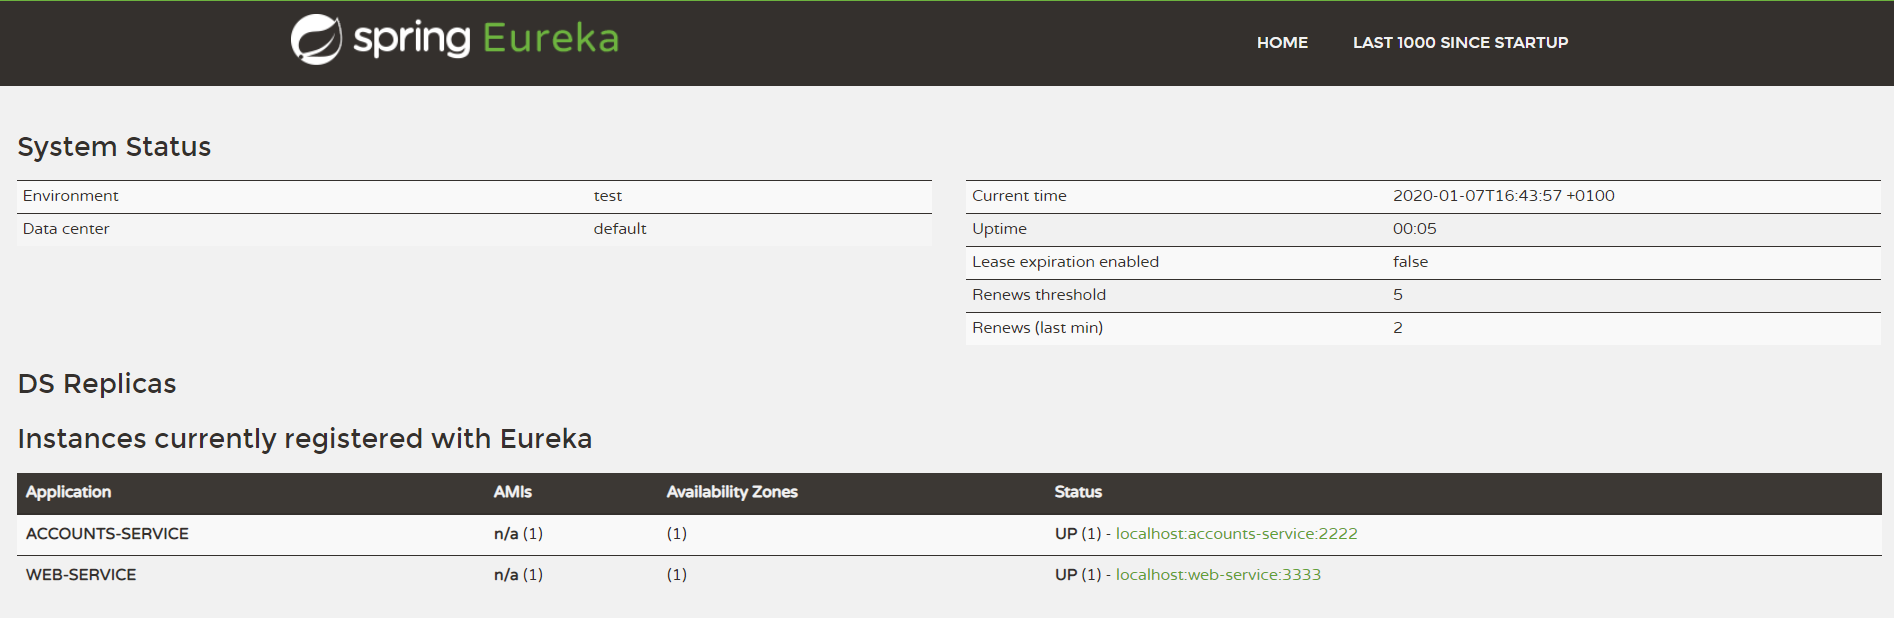 spring Eureka
HOME LAST 1000 SINCE STARTUP
System Status
Environment test
Data center default
Current time 2020-01-07T16:43:57 +0100
Uptime 00:05
Lease expiration enabled false
Renews threshold 5
Renews (last min) 2
DS Replicas
Instances currently registered with Eureka
Application AMIs Availability Zones Status
ACCOUNTS-SERVICE n/a (1) (1) UP (1) - localhost:accounts-service:2222
WEB-SERVICE n/a (1) (1) UP (1) - localhost:web-service:3333